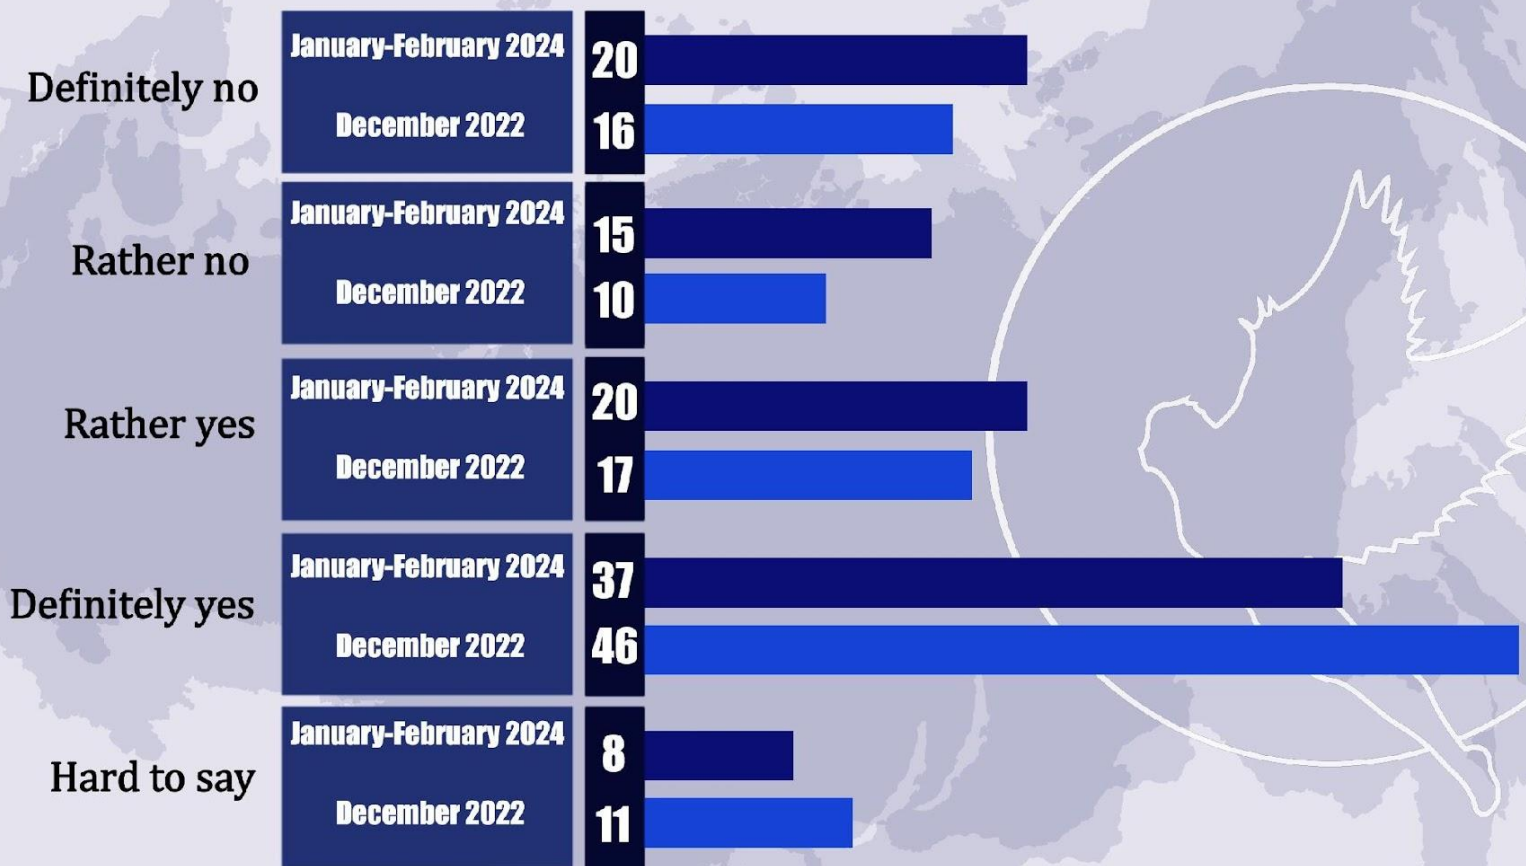 Definitely no
January-February 2024 20
December 2022 16
Rather no
January-February 2024 15
December 2022 10
Rather yes
January-February 2024 20
December 2022 17
Definitely yes
January-February 2024 37
December 2022 46
Hard to say
January-February 2024 8
December 2022 11